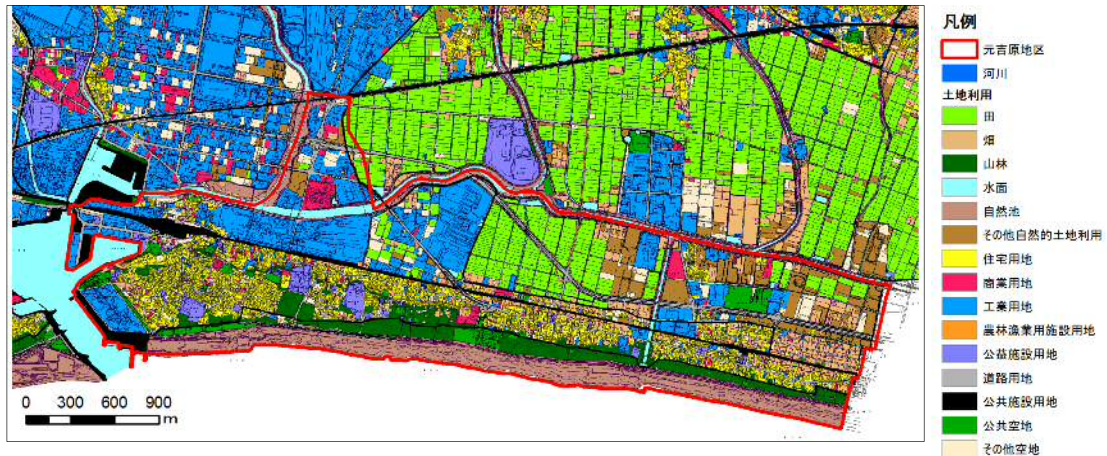 凡例
元吉原地区
河川
土地利用
田
畑
山林
水面
自然池
その他自然的土地利用
住宅用地
商業用地
工業用地
農林漁業用施設用地
公益施設用地
道路用地
公共施設用地
公共空地
その他空地
0 300 600 900
m